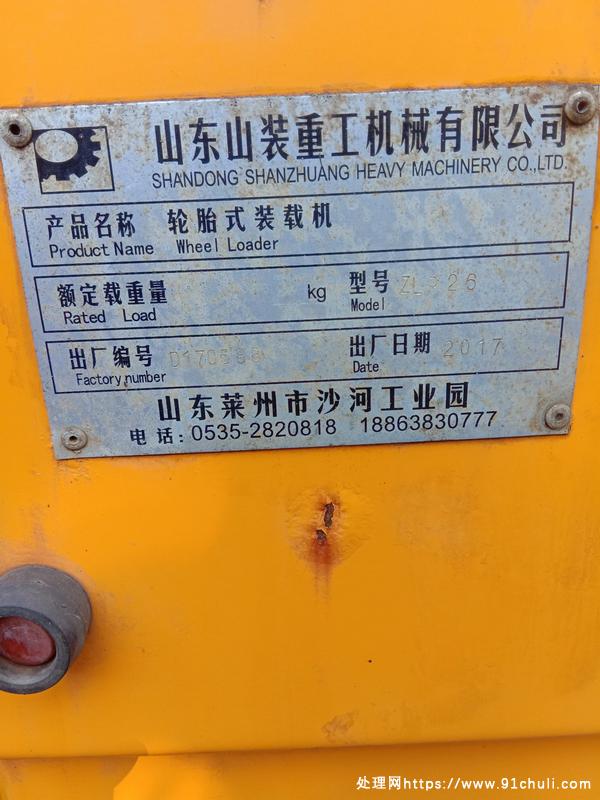 山东山装重工机械有限公司
SHANDONG SHANZHUANG HEAVY MACHINERY CO.,LTD.
产品名称 轮胎式装载机
Product Name Wheel Loader
额定载重量 kg 型号
Rated Load Model
出厂编号 出厂日期 2017
Factory number Date
山东莱州市沙河工业园
电话:0535-2820818 18863830777
处理网https://www.91chuli.com/